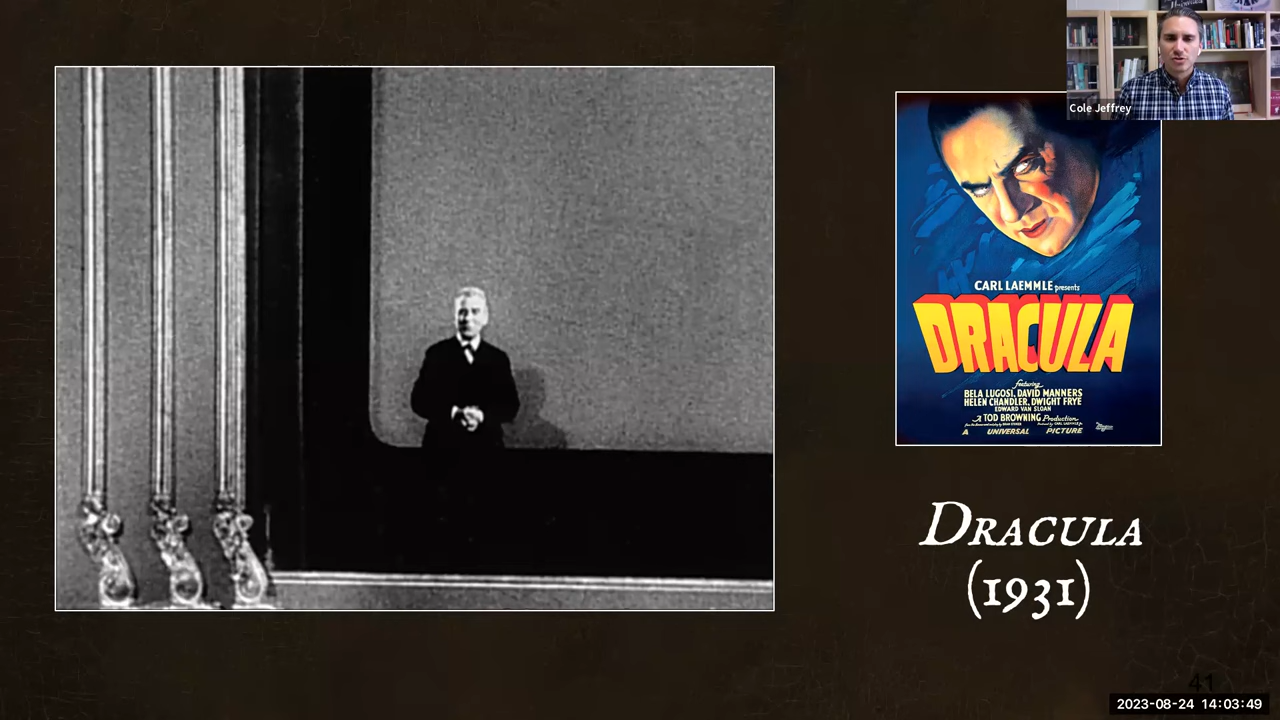 Cole Jeffrey
CARL LAEMMLE presents
DRACULA
featuring
BELA LUGOSI, DAVID MANNERS
HELEN CHANDLER, DWIGHT FRYE
EDWARD VAN SLOAN
A TOD BROWNING Production
A UNIVERSAL PICTURE
DRACULA
(1931)
41
2023-08-24 14:03:49